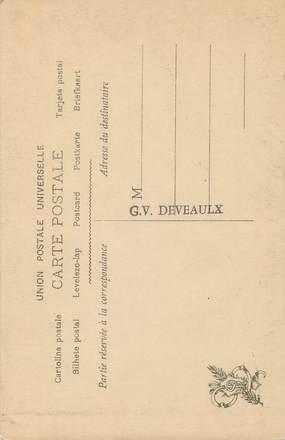 UNION POSTALE UNIVERSELLE
CARTE POSTALE
Cartolina postale Tarjeta postal
Bilhete postal Levelezo-lap Postcard Postkarte Briefkaart
Partie réservée à la correspondance Adresse du destinataire
M
G.V. DEVEAULX